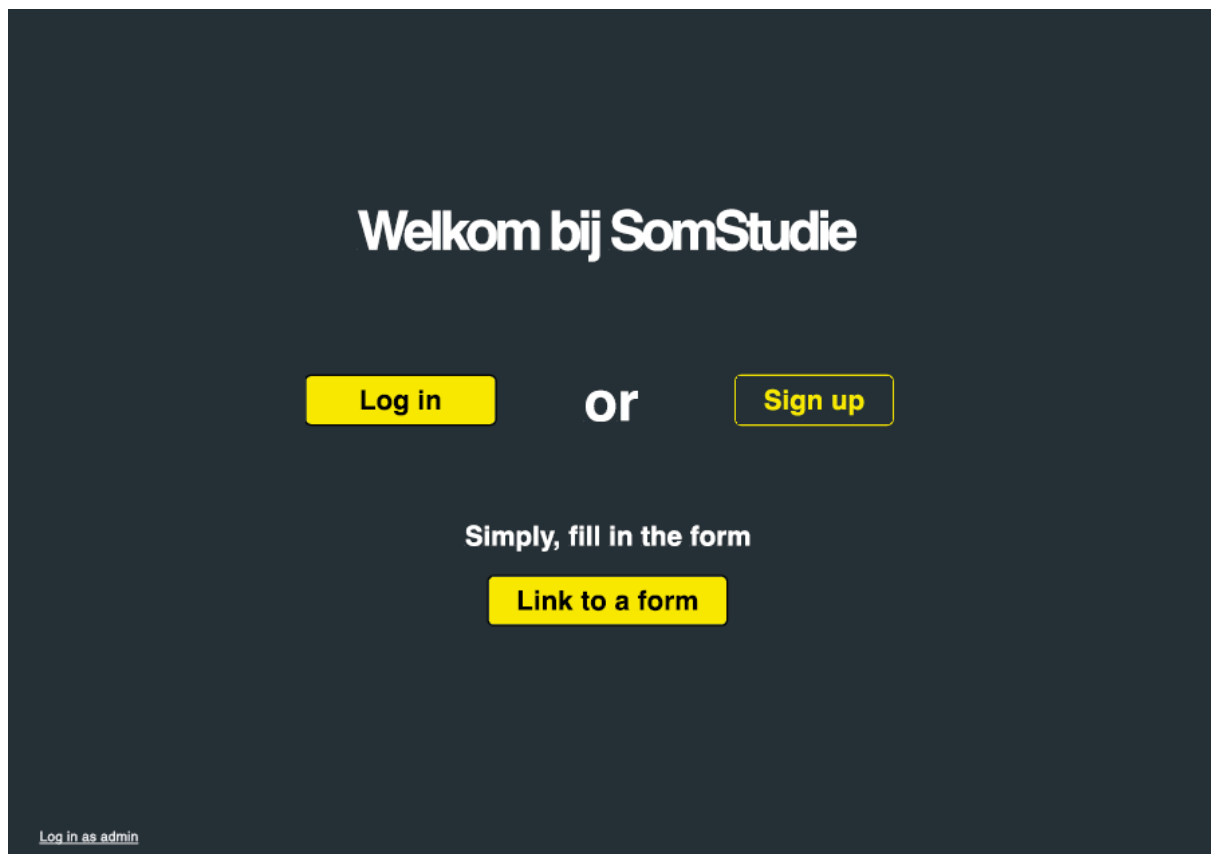 Welkom bij SomStudie
Log in or Sign up
Simply, fill in the form
Link to a form
Log in as admin